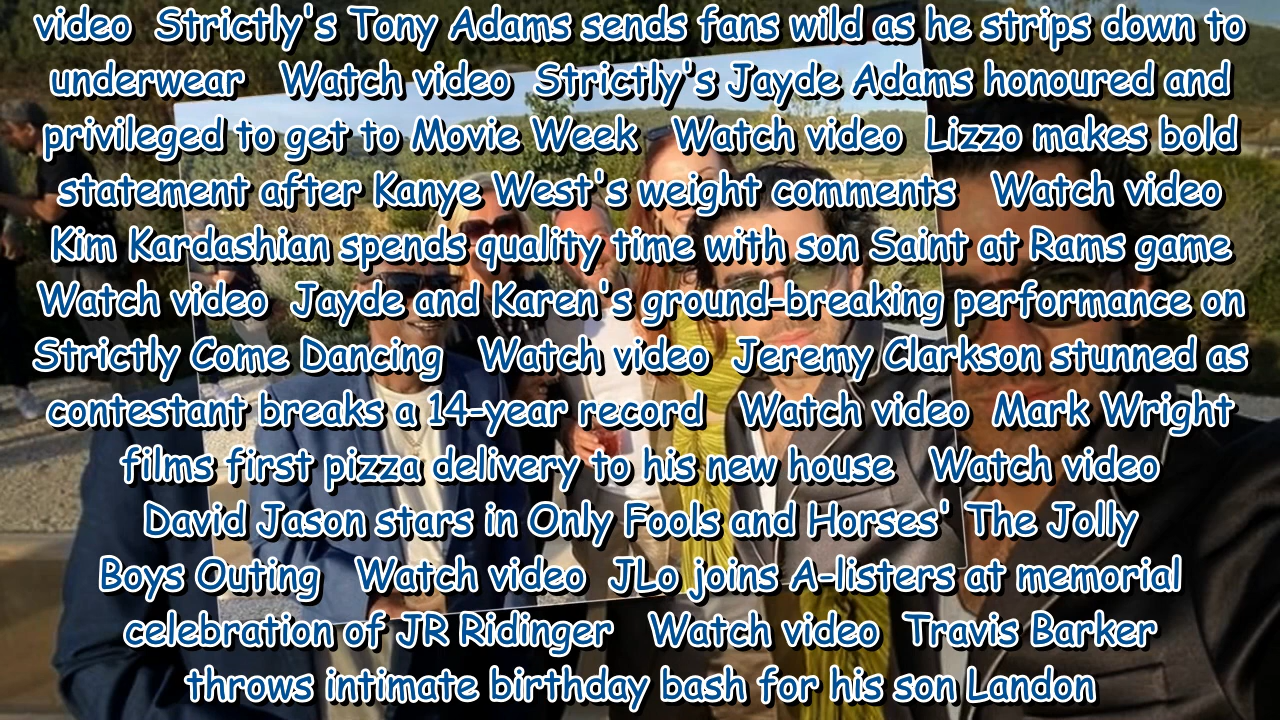 video  Strictly's Tony Adams sends fans wild as he strips down to
underwear   Watch video  Strictly's Jayde Adams honoured and
privileged to get to Movie Week   Watch video  Lizzo makes bold
statement after Kanye West's weight comments   Watch video
Kim Kardashian spends quality time with son Saint at Rams game
Watch video  Jayde and Karen's ground-breaking performance on
Strictly Come Dancing   Watch video  Jeremy Clarkson stunned as
contestant breaks a 14-year record   Watch video  Mark Wright
films first pizza delivery to his new house   Watch video
David Jason stars in Only Fools and Horses' The Jolly
Boys Outing   Watch video  JLo joins A-listers at memorial
celebration of JR Ridinger   Watch video  Travis Barker
throws intimate birthday bash for his son Landon